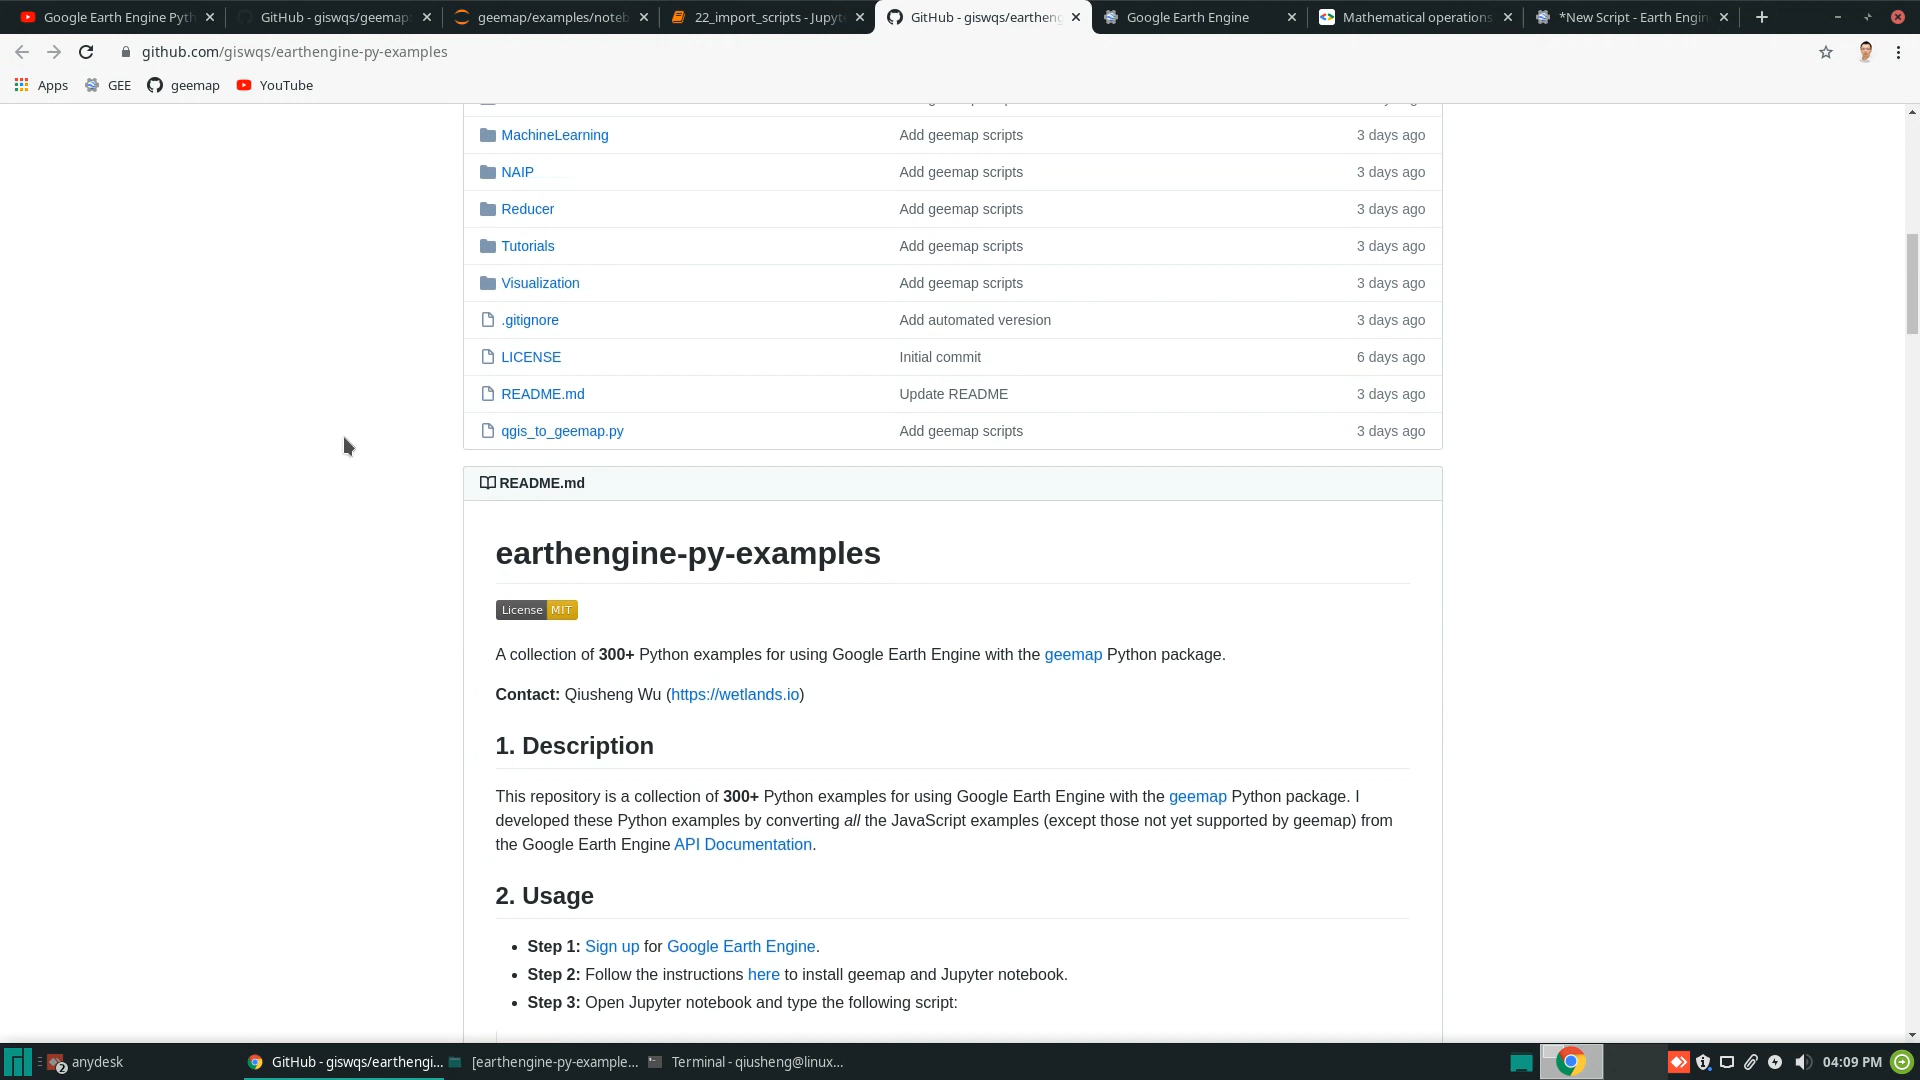 Google Earth Engine Pyth
GitHub - giswqs/geemap
geemap/examples/noteb
22_import_scripts - Jupyte
GitHub - giswqs/eartheng
Google Earth Engine
Mathematical operations
*New Script - Earth Engin
github.com/giswqs/earthengine-py-examples
Apps
GEE
geemap
YouTube
MachineLearning Add geemap scripts 3 days ago
NAIP Add geemap scripts 3 days ago
Reducer Add geemap scripts 3 days ago
Tutorials Add geemap scripts 3 days ago
Visualization Add geemap scripts 3 days ago
.gitignore Add automated veresion 3 days ago
LICENSE Initial commit 6 days ago
README.md Update README 3 days ago
qgis_to_geemap.py Add geemap scripts 3 days ago
README.md
earthengine-py-examples
License MIT
A collection of 300+ Python examples for using Google Earth Engine with the geemap Python package.
Contact: Qiusheng Wu (https://wetlands.io)
1. Description
This repository is a collection of 300+ Python examples for using Google Earth Engine with the geemap Python package. I
developed these Python examples by converting all the JavaScript examples (except those not yet supported by geemap) from
the Google Earth Engine API Documentation.
2. Usage
• Step 1: Sign up for Google Earth Engine.
• Step 2: Follow the instructions here to install geemap and Jupyter notebook.
• Step 3: Open Jupyter notebook and type the following script:
2
anydesk
GitHub - giswqs/earthengi...
[earthengine-py-example...
Terminal - qiusheng@linux...
04:09 PM